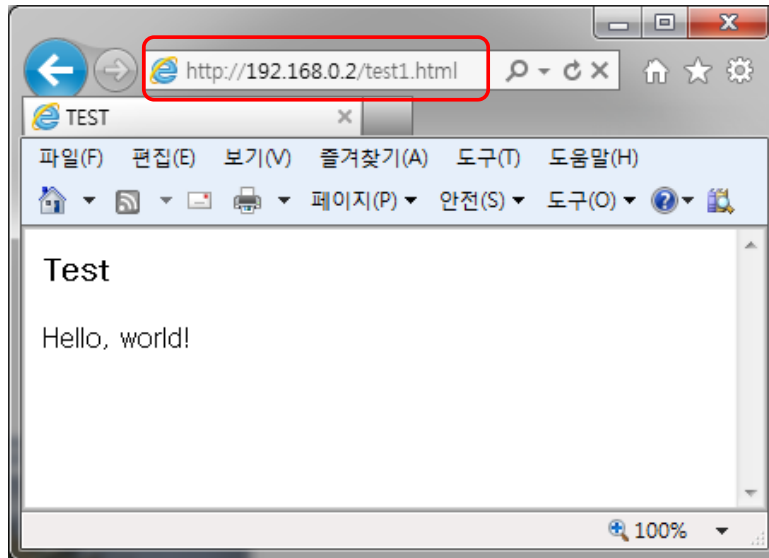 http://192.168.0.2/test1.html
TEST
파일(F) 편집(E) 보기(V) 즐겨찾기(A) 도구(T) 도움말(H)
페이지(P) 안전(S) 도구(O)
Test
Hello, world!
100%